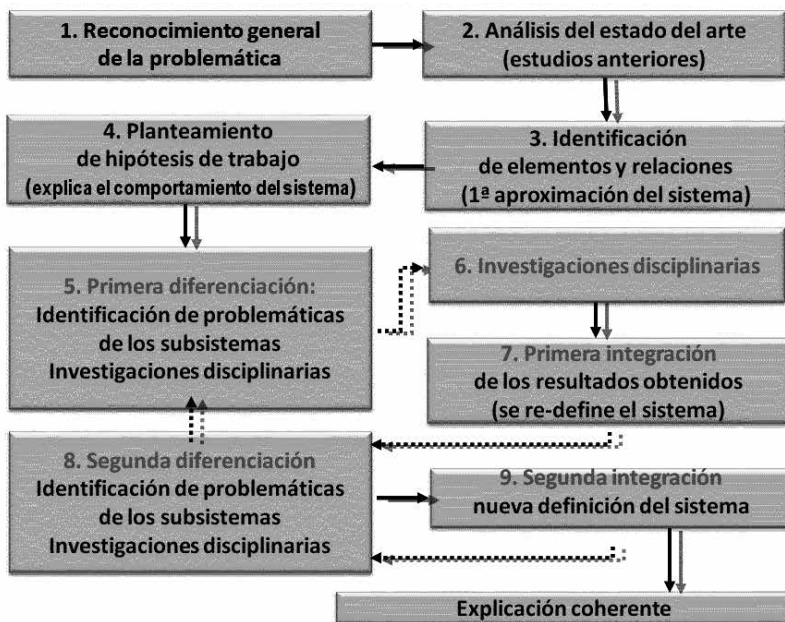 1. Reconocimiento general
de la problemática
2. Análisis del estado del arte
(estudios anteriores)
3. Identificación
de elementos y relaciones
(1ª aproximación del sistema)
4. Planteamiento
de hipótesis de trabajo
(explica el comportamiento del sistema)
5. Primera diferenciación:
Identificación de problemáticas
de los subsistemas
Investigaciones disciplinarias
6. Investigaciones disciplinarias
7. Primera integración
de los resultados obtenidos
(se re-define el sistema)
8. Segunda diferenciación
Identificación de problemáticas
de los subsistemas
Investigaciones disciplinarias
9. Segunda integración
nueva definición del sistema
Explicación coherente